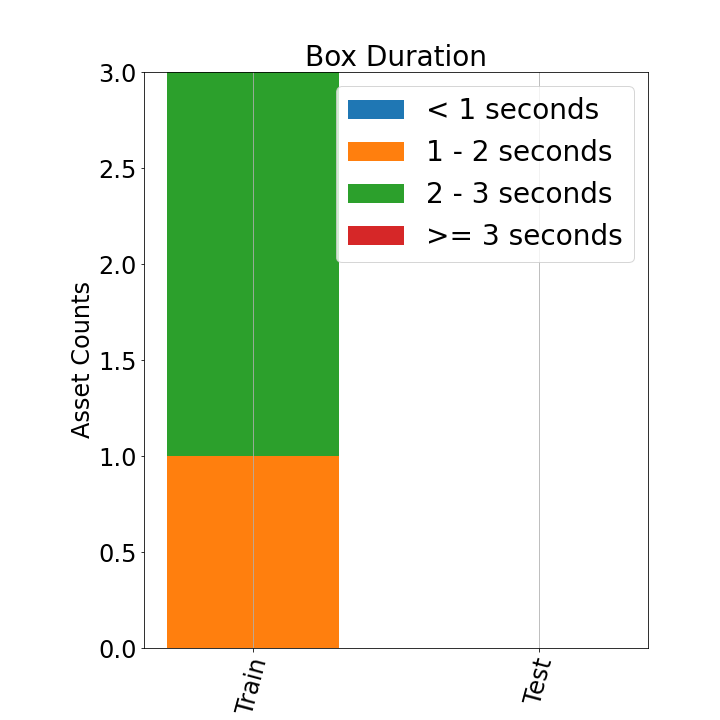 Box Duration
3.0
2.5
2.0
1.5
1.0
0.5
0.0
Asset Counts
< 1 seconds
1 - 2 seconds
2 - 3 seconds
>= 3 seconds
Train
Test